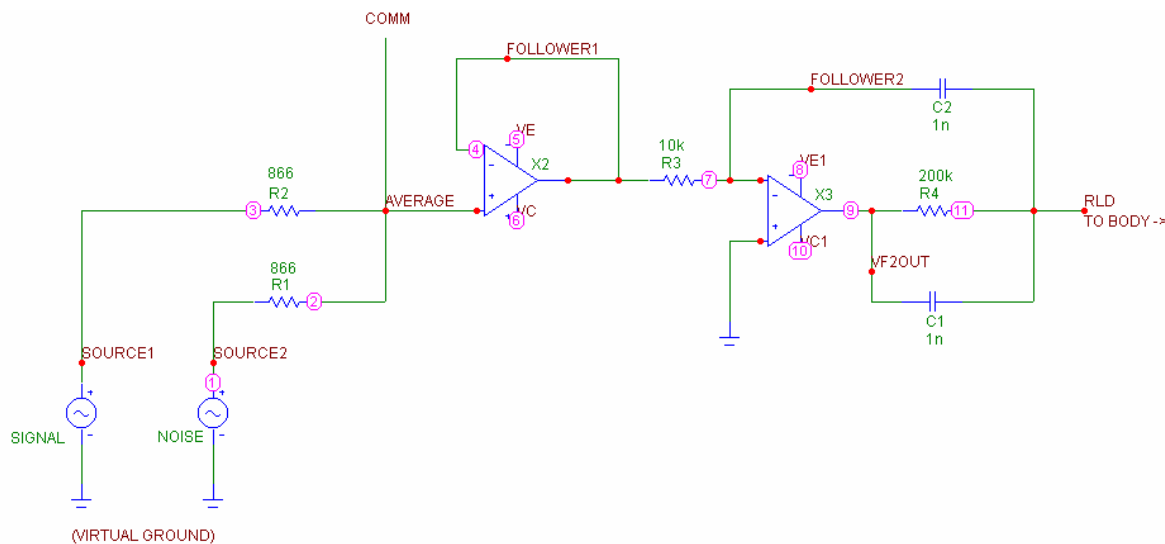 COMM
FOLLOWER1
FOLLOWER2
C2
1n
VE
5
4
X2
10k
R3
7
VE1
8
X3
200k
R4
9
11
RLD
TO BODY ->
866
R2
3
AVERAGE
VC
6
VC1
10
VF2OUT
866
R1
2
C1
1n
SOURCE1
SOURCE2
1
SIGNAL
NOISE
(VIRTUAL GROUND)